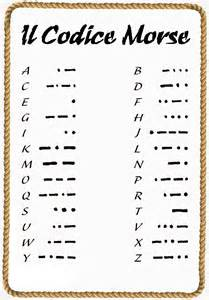 Il Codice Morse
A B
C D
E F
G H
I J
K L
M N
O P
Q R
S T
U V
W X
Y Z